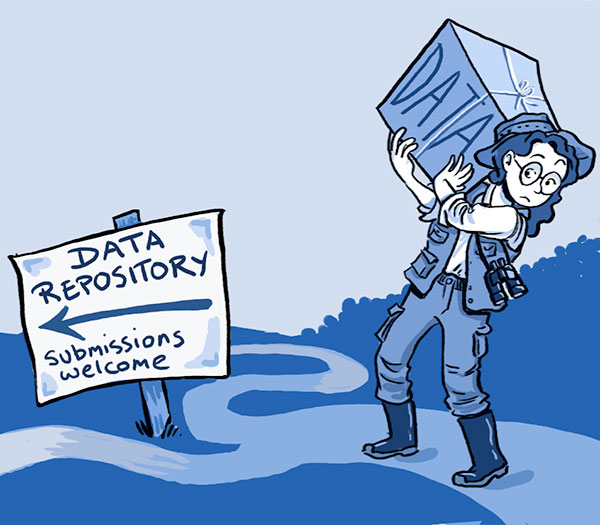 DATA
REPOSITORY
submissions
welcome
DATA